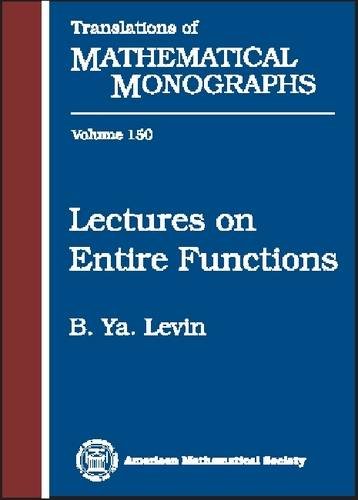 Translations of
MATHEMATICAL
MONOGRAPHS
Volume 150
Lectures on
Entire Functions
B. Ya. Levin
American Mathematical Society